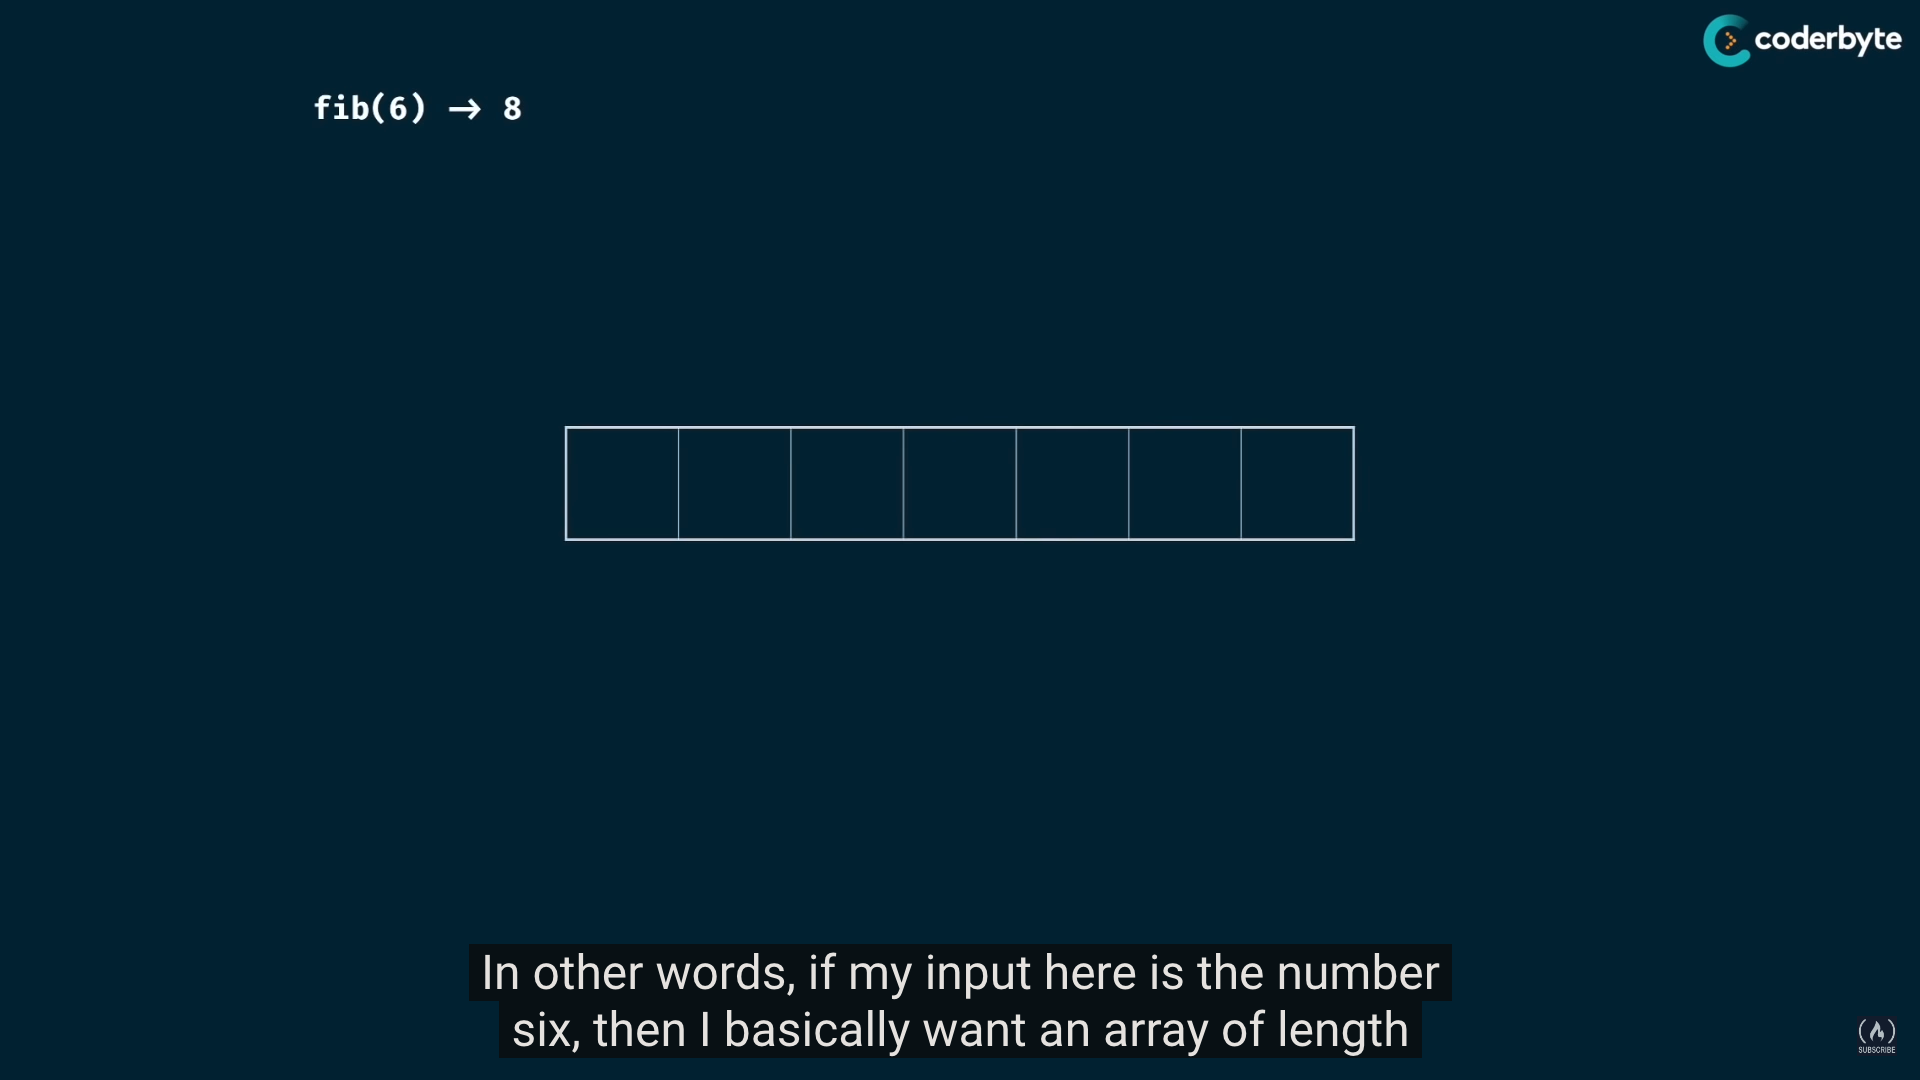 coderbyte
fib(6) → 8
In other words, if my input here is the number
six, then I basically want an array of length
SUBSCRIBE